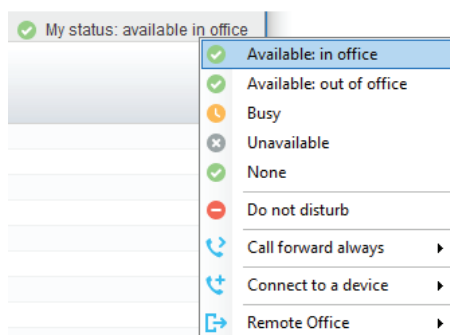 My status: available in office
Available: in office
Available: out of office
Busy
Unavailable
None
Do not disturb
Call forward always
Connect to a device
Remote Office